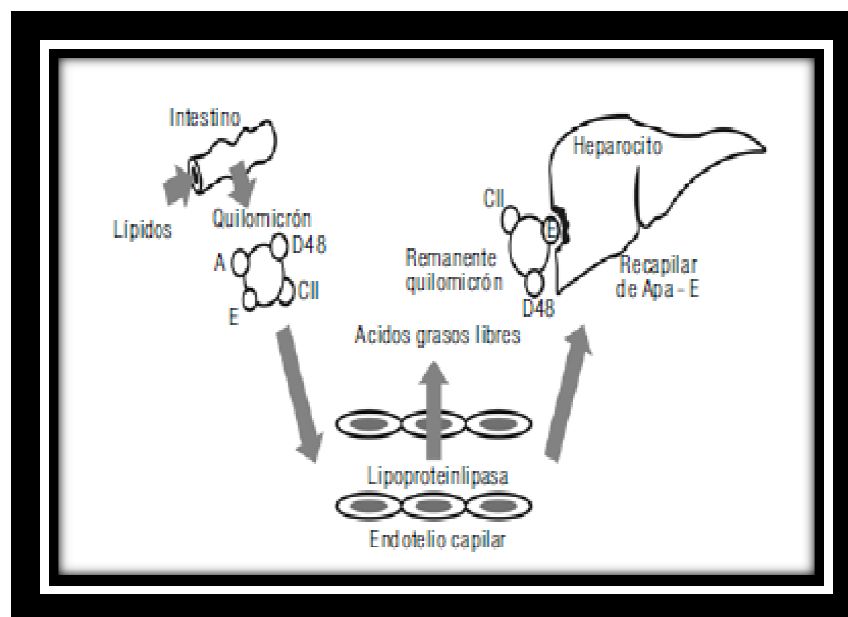 Intestino
Lípidos
Quilomicrón
A
D48
CII
E
Heparocito
CII
E
Remanente
quilomicrón
D48
Recapilar
de Apa - E
Acidos grasos libres
Lipoproteinlipasa
Endotelio capilar